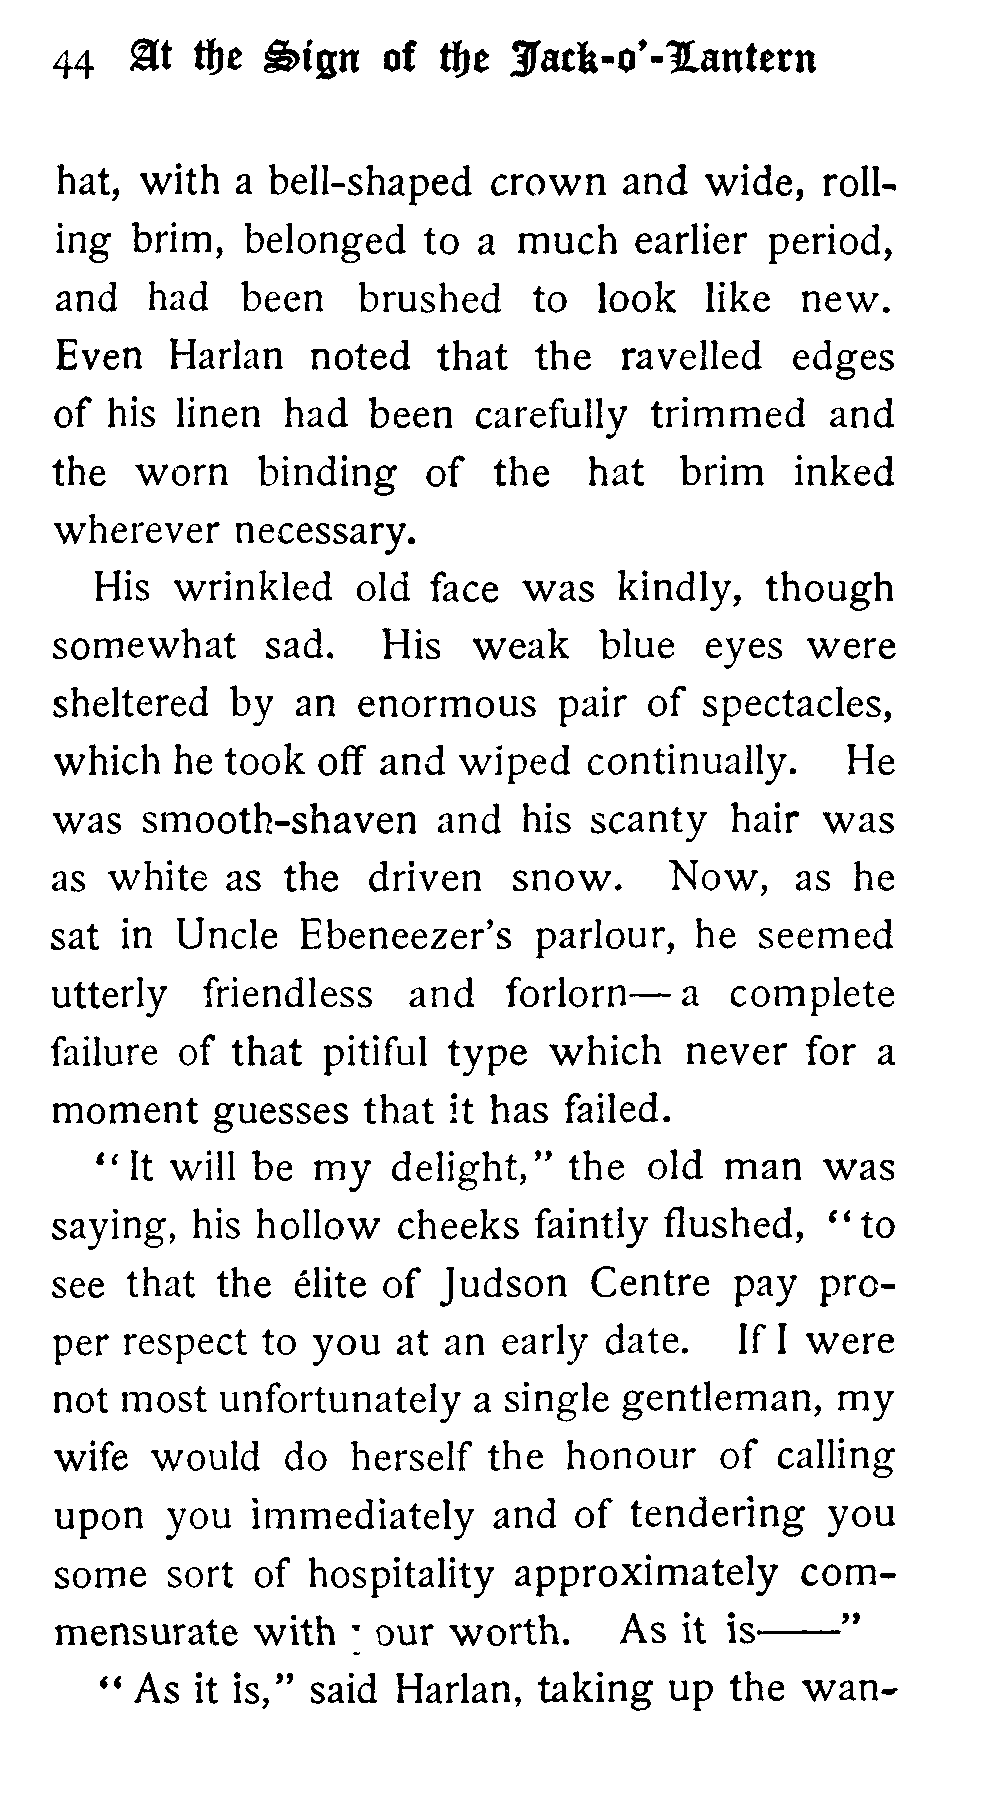 44 At the Sign of the Jack-o'-Lantern
hat, with a bell-shaped crown and wide, roll-
ing brim, belonged to a much earlier period,
and had been brushed to look like new.
Even Harlan noted that the ravelled edges
of his linen had been carefully trimmed and
the worn binding of the hat brim inked
wherever necessary.
His wrinkled old face was kindly, though
somewhat sad. His weak blue eyes were
sheltered by an enormous pair of spectacles,
which he took off and wiped continually. He
was smooth-shaven and his scanty hair was
as white as the driven snow. Now, as he
sat in Uncle Ebeneezer's parlour, he seemed
utterly friendless and forlorn—a complete
failure of that pitiful type which never for a
moment guesses that it has failed.
"It will be my delight," the old man was
saying, his hollow cheeks faintly flushed, "to
see that the élite of Judson Centre pay pro-
per respect to you at an early date. If I were
not most unfortunately a single gentleman, my
wife would do herself the honour of calling
upon you immediately and of tendering you
some sort of hospitality approximately com-
mensurate with our worth. As it is——"
"As it is," said Harlan, taking up the wan-